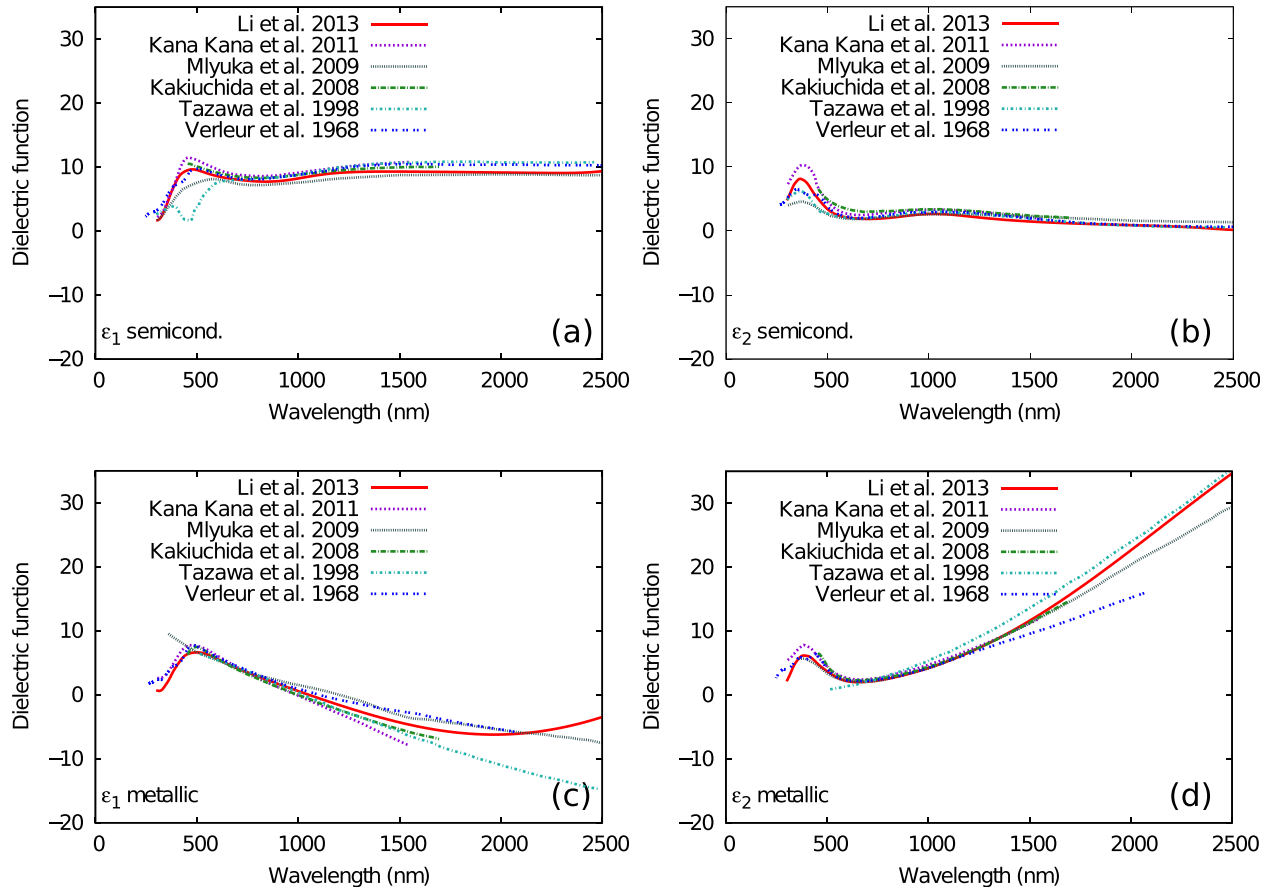 Dielectric function
35
30
20
10
0
−10
−20
Li et al. 2013
Kana Kana et al. 2011
Mlyuka et al. 2009
Kakiuchida et al. 2008
Tazawa et al. 1998
Verleur et al. 1968
ε1 semicond.
(a)
0 500 1000 1500 2000 2500
Wavelength (nm)
Dielectric function
30
20
10
0
−10
−20
Li et al. 2013
Kana Kana et al. 2011
Mlyuka et al. 2009
Kakiuchida et al. 2008
Tazawa et al. 1998
Verleur et al. 1968
ε2 semicond.
(b)
0 500 1000 1500 2000 2500
Wavelength (nm)
Dielectric function
30
20
10
0
−10
−20
Li et al. 2013
Kana Kana et al. 2011
Mlyuka et al. 2009
Kakiuchida et al. 2008
Tazawa et al. 1998
Verleur et al. 1968
ε1 metallic
(c)
0 500 1000 1500 2000 2500
Wavelength (nm)
Dielectric function
30
20
10
0
−10
−20
Li et al. 2013
Kana Kana et al. 2011
Mlyuka et al. 2009
Kakiuchida et al. 2008
Tazawa et al. 1998
Verleur et al. 1968
ε2 metallic
(d)
0 500 1000 1500 2000 2500
Wavelength (nm)